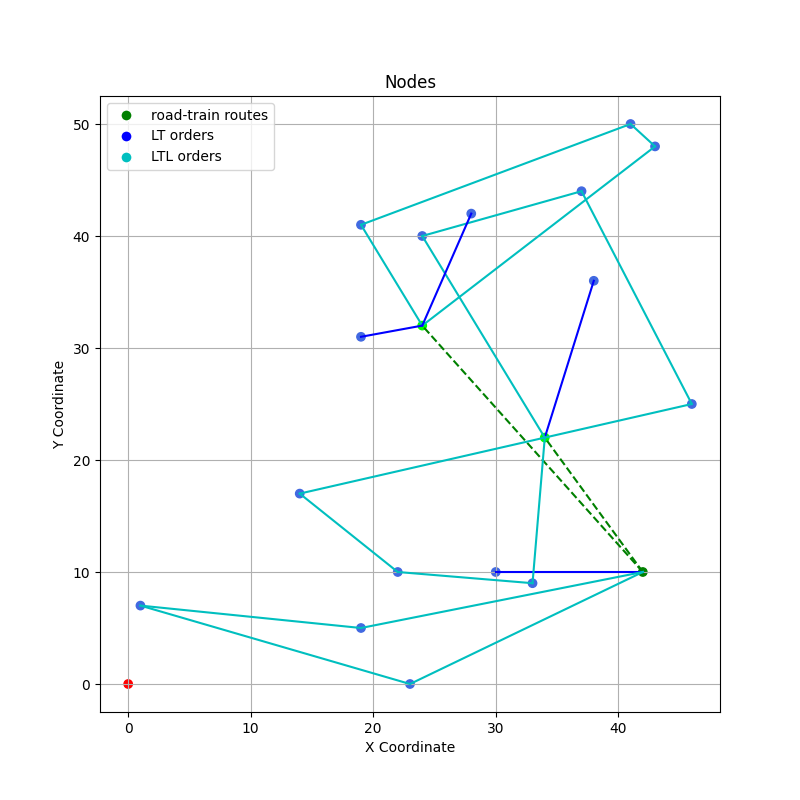 Nodes
road-train routes
LT orders
LTL orders
50
40
30
20
10
0
Y Coordinate
0 10 20 30 40
X Coordinate